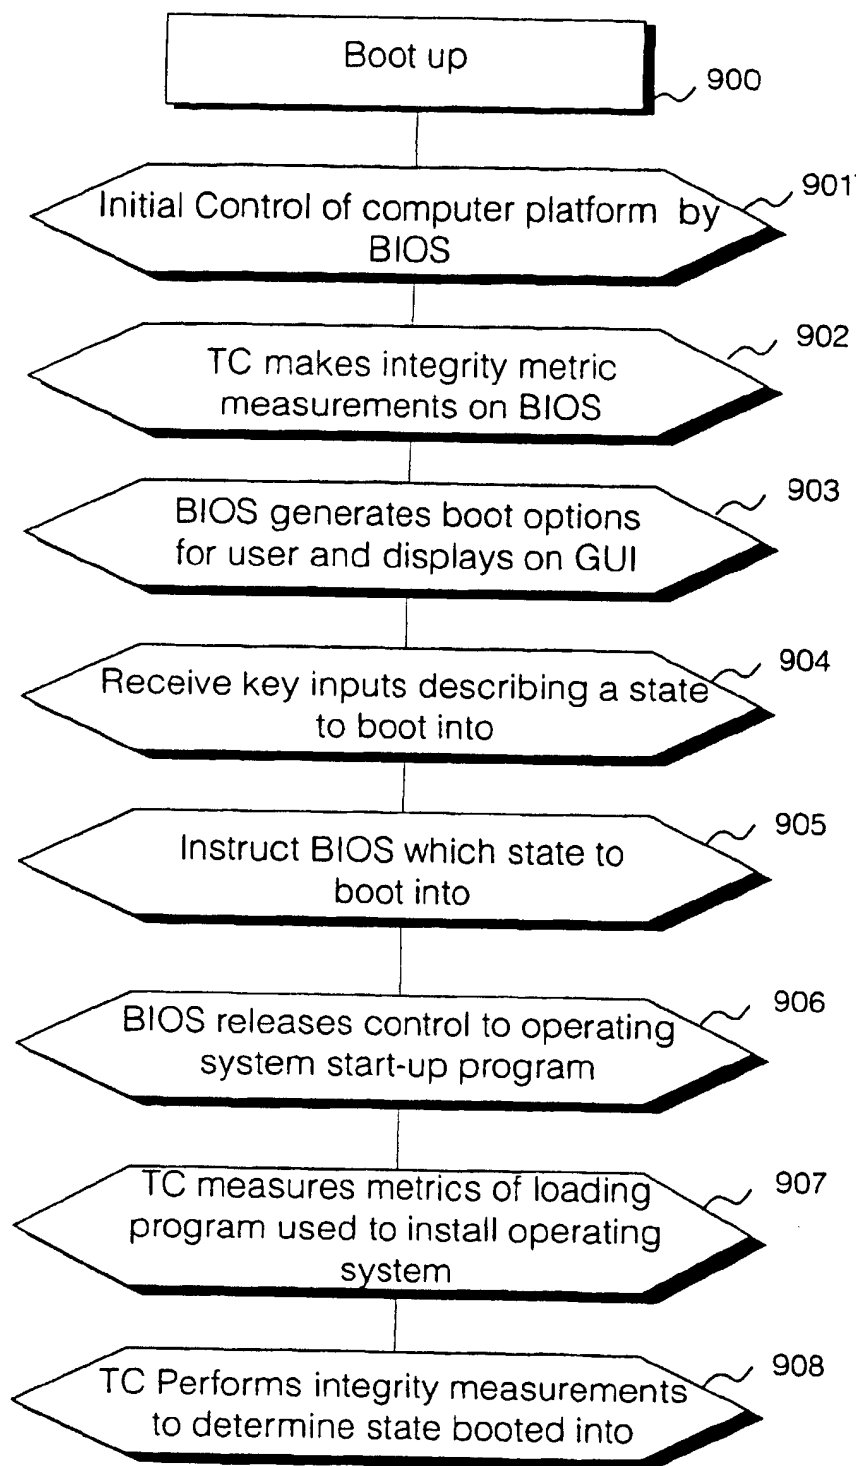 Boot up
900
Initial Control of computer platform by
BIOS
901
TC makes integrity metric
measurements on BIOS
902
BIOS generates boot options
for user and displays on GUI
903
Receive key inputs describing a state
to boot into
904
Instruct BIOS which state to
boot into
905
BIOS releases control to operating
system start-up program
906
TC measures metrics of loading
program used to install operating
system
907
TC Performs integrity measurements
to determine state booted into
908